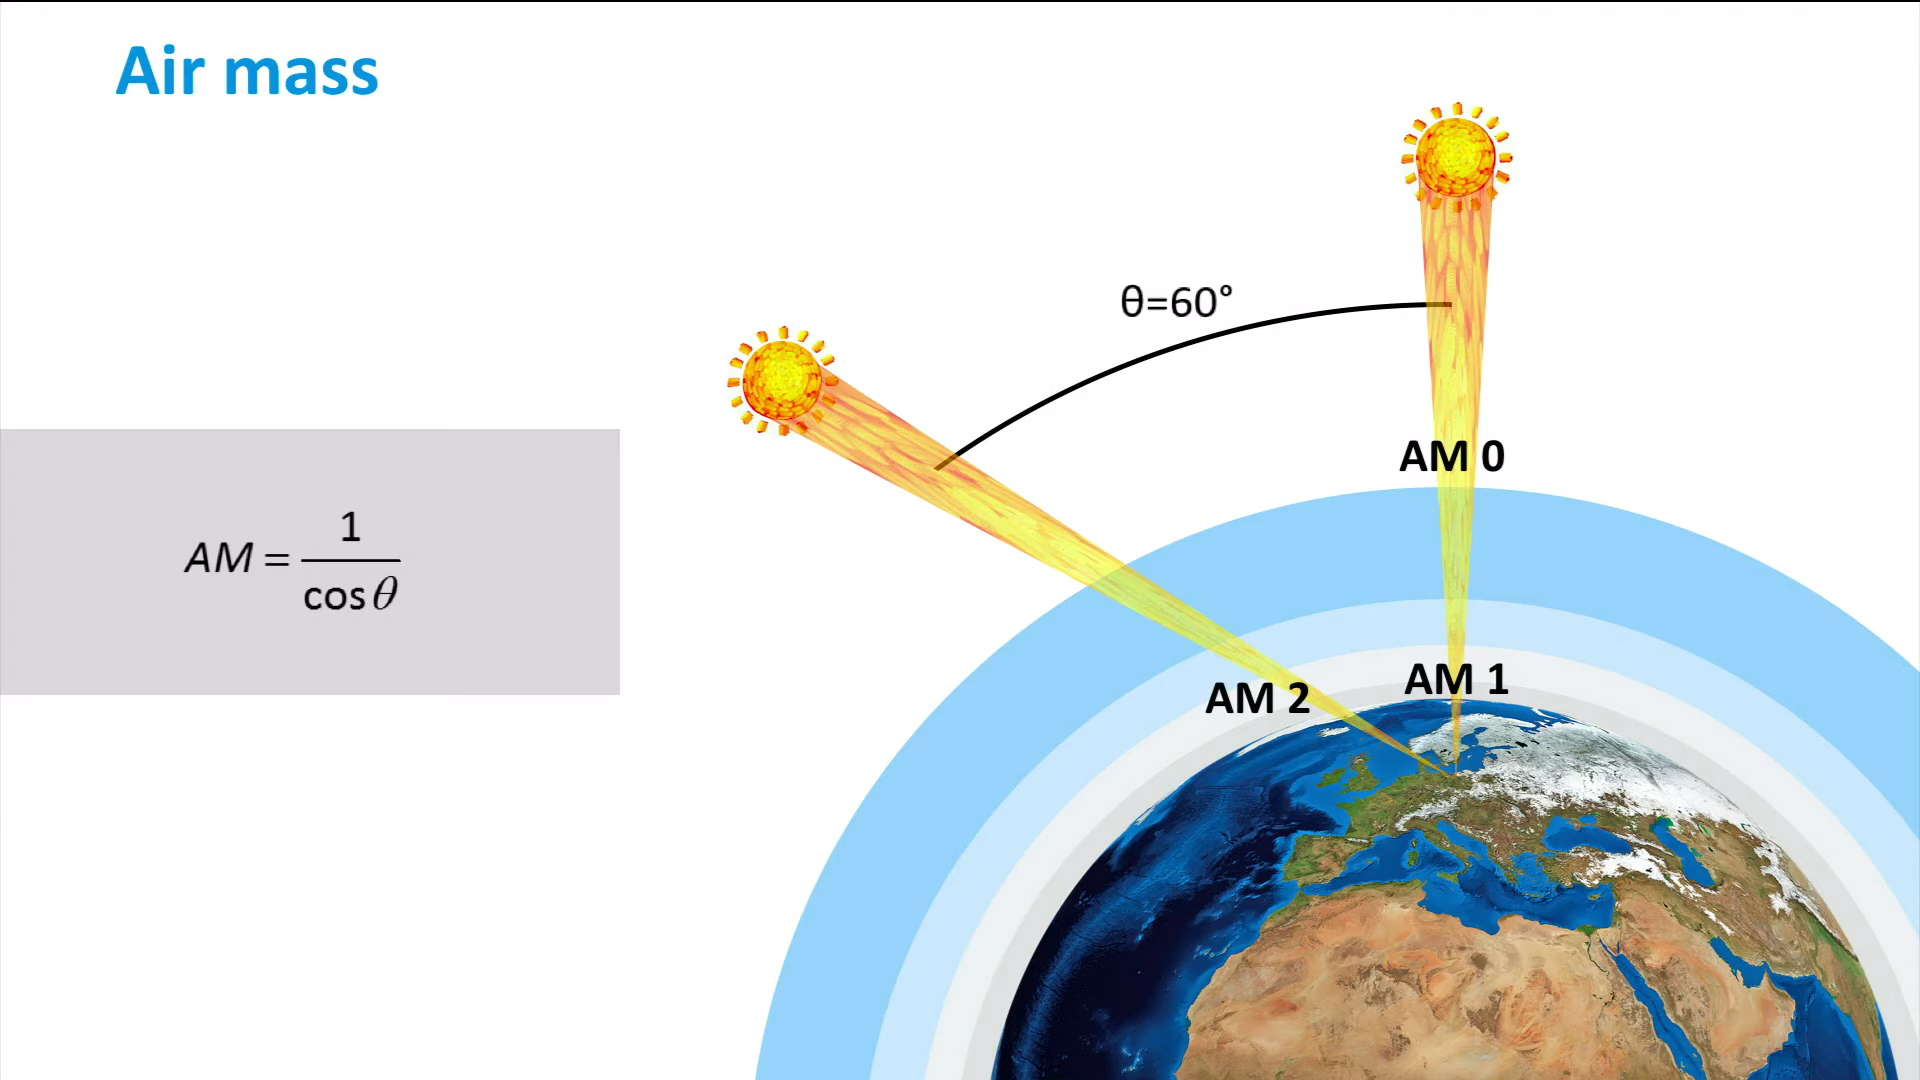 Air mass
θ=60°
AM 0
AM = 1 / cos θ
AM 1
AM 2